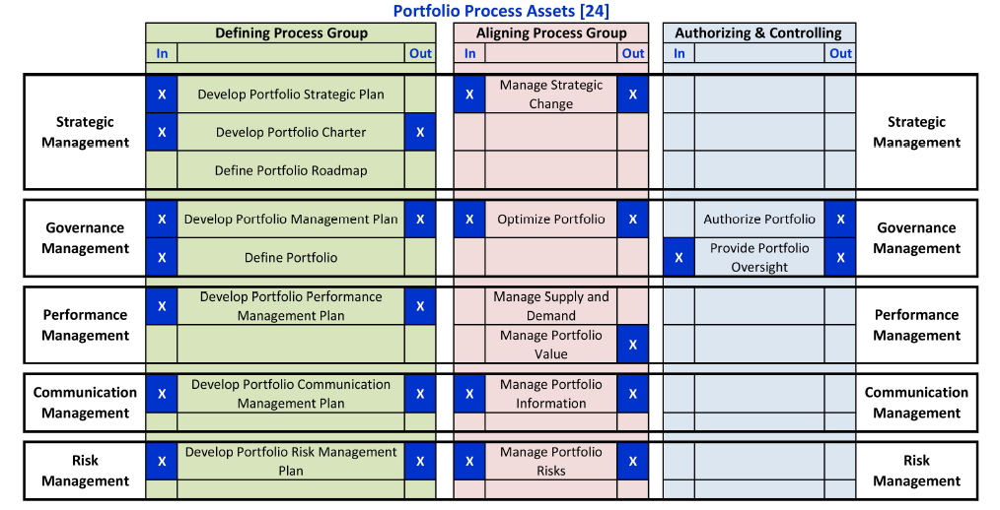 Portfolio Process Assets [24]
Defining Process Group
Aligning Process Group
Authorizing & Controlling
In
Out
In
Out
In
Out
Strategic
Management
X
Develop Portfolio Strategic Plan
X
Manage Strategic
Change
X
X
Develop Portfolio Charter
X
Define Portfolio Roadmap
Strategic
Management
Governance
Management
X
Develop Portfolio Management Plan
X
X
Optimize Portfolio
X
Authorize Portfolio
X
X
Define Portfolio
X
Provide Portfolio
Oversight
X
Governance
Management
Performance
Management
X
Develop Portfolio Performance
Management Plan
X
Manage Supply and
Demand
Manage Portfolio
Value
X
Performance
Management
Communication
Management
X
Develop Portfolio Communication
Management Plan
X
X
Manage Portfolio
Information
X
Communication
Management
Risk
Management
X
Develop Portfolio Risk Management
Plan
X
X
Manage Portfolio
Risks
X
Risk
Management